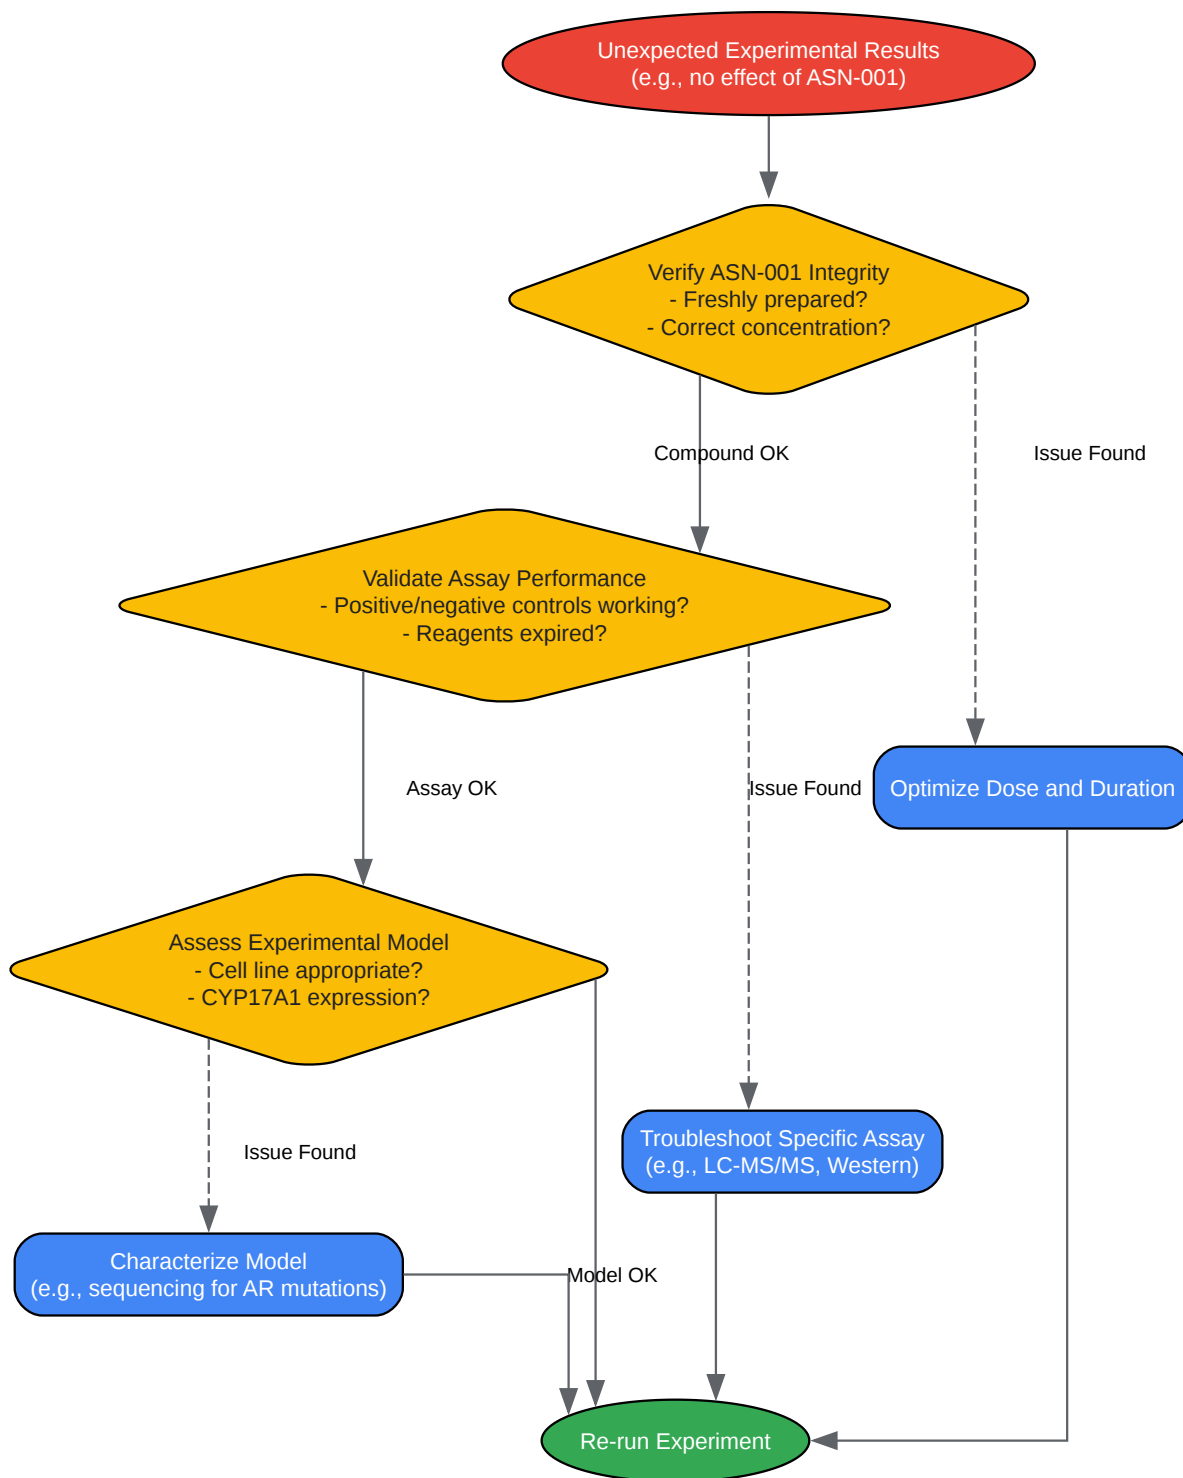 Unexpected Experimental Results
(e.g., no effect of ASN-001)
Verify ASN-001 Integrity
- Freshly prepared?
- Correct concentration?
Compound OK
Issue Found
Validate Assay Performance
- Positive/negative controls working?
- Reagents expired?
Assay OK
Issue Found
Optimize Dose and Duration
Assess Experimental Model
- Cell line appropriate?
- CYP17A1 expression?
Issue Found
Troubleshoot Specific Assay
(e.g., LC-MS/MS, Western)
Characterize Model
(e.g., sequencing for AR mutations)
Model OK
Re-run Experiment